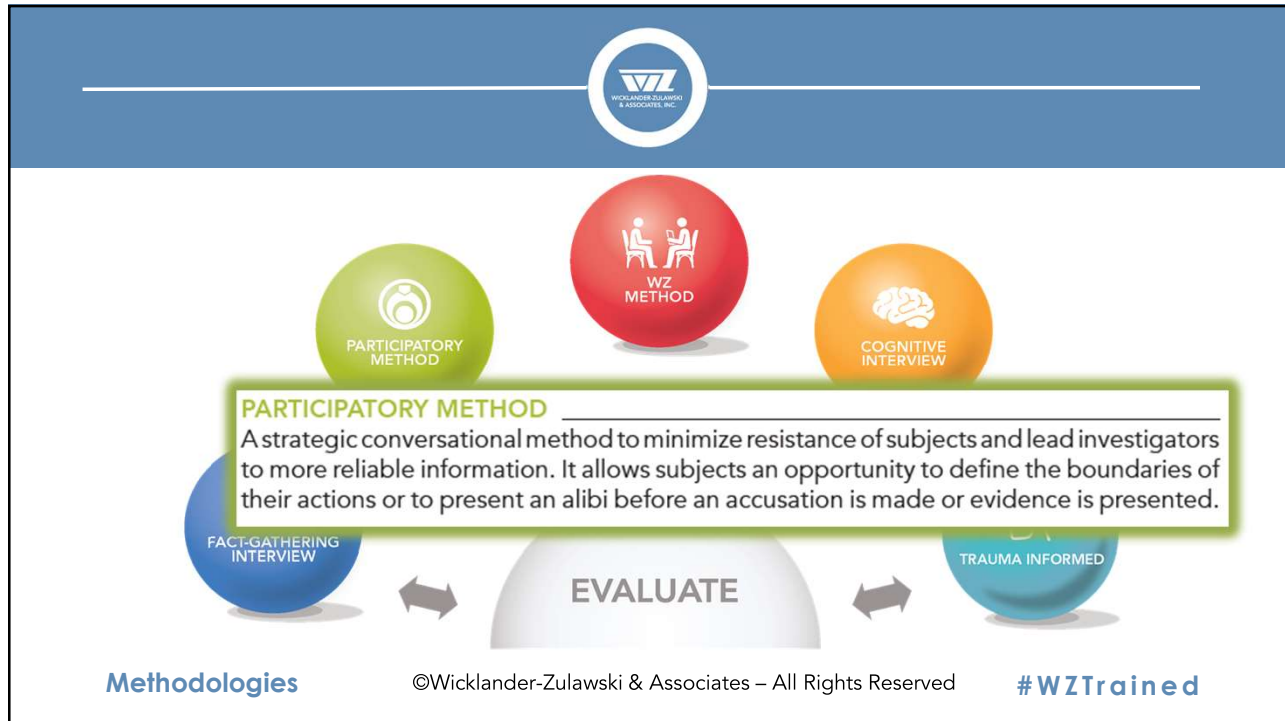 WZ
WICKLANDER-ZULAWSKI
& ASSOCIATES, INC.
WZ
METHOD
PARTICIPATORY
METHOD
COGNITIVE
INTERVIEW
PARTICIPATORY METHOD
A strategic conversational method to minimize resistance of subjects and lead investigators
to more reliable information. It allows subjects an opportunity to define the boundaries of
their actions or to present an alibi before an accusation is made or evidence is presented.
FACT-GATHERING
INTERVIEW
TRAUMA INFORMED
EVALUATE
Methodologies
©Wicklander-Zulawski & Associates – All Rights Reserved
#WZTrained